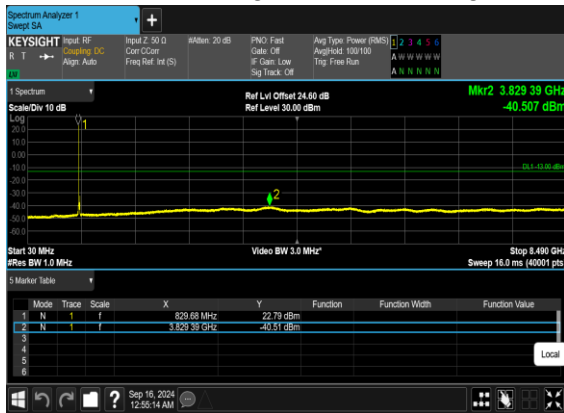 Spectrum Analyzer 1
Swept SA
+
KEYSIGHT Input: RF Input Z: 50 Ω #Atten: 20 dB PNO: Fast Avg Type: Power (RMS) 1 2 3 4 5 6
R T Coupling: DC Corr CCorr Gate: Off Avg|Hold: 100/100 A W W W W W
Align: Auto Freq Ref: Int (S) IF Gain: Low Trig: Free Run
Sig Track: Off A N N N N N
1 Spectrum Ref Lvl Offset 24.60 dB Mkr2 3.829 39 GHz
Scale/Div 10 dB Ref Level 30.00 dBm -40.507 dBm
Log
1
20.0
10.0
0.00
-10.0
DL1 -13.00 dBm
-20.0
-30.0
2
-40.0
-50.0
-60.0
Start 30 MHz Video BW 3.0 MHz* Stop 8.490 GHz
#Res BW 1.0 MHz Sweep 16.0 ms (40001 pts)
5 Marker Table
Mode Trace Scale X Y Function Function Width Function Value
1 N 1 f 829.68 MHz 22.79 dBm
2 N 1 f 3.829 39 GHz -40.51 dBm
3
4
5
6
Local
? Sep 16, 2024
12:55:14 AM